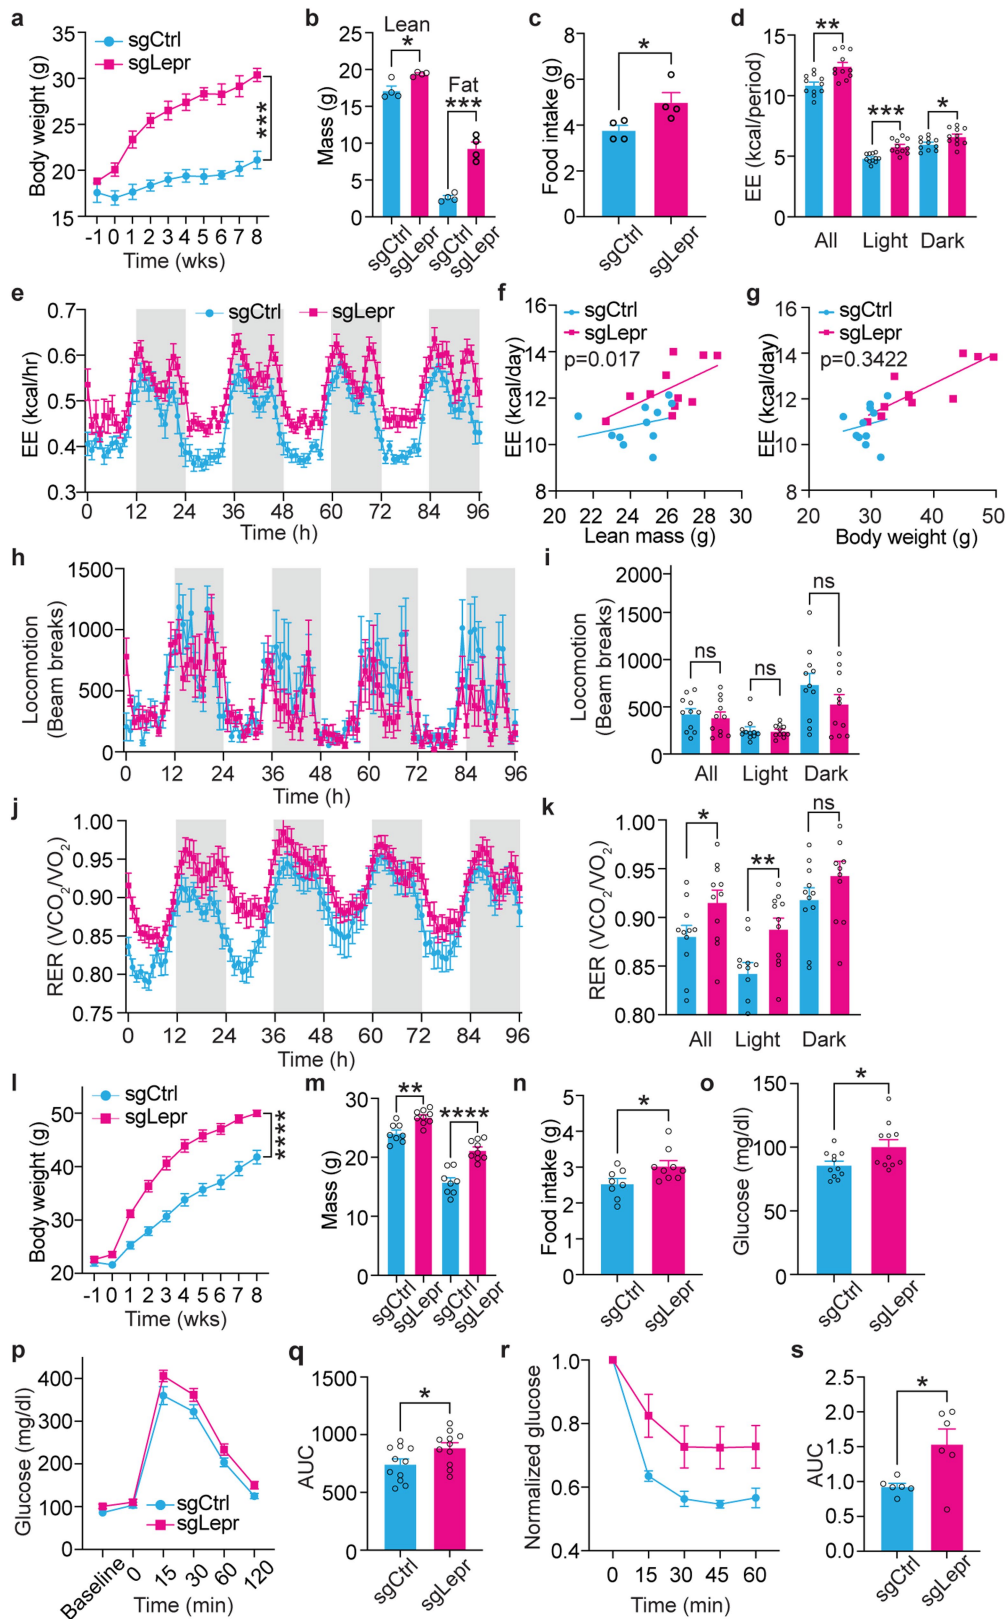 a
sgCtrl
sgLepr
Body weight (g)
35
30
25
20
15
***
-1 0 1 2 3 4 5 6 7 8
Time (wks)
b
Lean
Fat
*
***
Mass (g)
25
20
15
10
5
0
sgCtrl
sgLepr
sgCtrl
sgLepr
c
*
Food intake (g)
8
6
4
2
0
sgCtrl
sgLepr
d
**
***
*
EE (kcal/period)
15
10
5
0
All Light Dark
e
sgCtrl sgLepr
EE (kcal/hr)
0.7
0.6
0.5
0.4
0.3
0 12 24 36 48 60 72 84 96
Time (h)
f
sgCtrl
sgLepr
p=0.017
EE (kcal/day)
16
14
12
10
8
20 22 24 26 28 30
Lean mass (g)
g
sgCtrl
sgLepr
p=0.3422
EE (kcal/day)
16
14
12
10
8
20 30 40 50
Body weight (g)
h
Locomotion
(Beam breaks)
1500
1000
500
0
0 12 24 36 48 60 72 84 96
Time (h)
i
ns
ns
ns
Locomotion
(Beam breaks)
2000
1500
1000
500
0
All Light Dark
j
RER (VCO2/VO2)
1.00
0.95
0.90
0.85
0.80
0.75
0 12 24 36 48 60 72 84 96
Time (h)
k
*
**
ns
RER (VCO2/VO2)
1.00
0.95
0.90
0.85
0.80
All Light Dark
l
sgCtrl
sgLepr
Body weight (g)
50
40
30
20
****
-1 0 1 2 3 4 5 6 7 8
Time (wks)
m
**
****
Mass (g)
30
20
10
0
sgCtrl
sgLepr
sgCtrl
sgLepr
n
*
Food intake (g)
5
4
3
2
1
0
sgCtrl
sgLepr
o
*
Glucose (mg/dl)
150
100
50
0
sgCtrl
sgLepr
p
Glucose (mg/dl)
400
300
200
100
0
sgCtrl
sgLepr
Baseline 0 15 30 60 120
Time (min)
q
*
AUC
1500
1000
500
0
sgCtrl
sgLepr
r
Normalized glucose
1.0
0.8
0.6
0.4
0 15 30 45 60
Time (min)
s
*
AUC
2.5
2.0
1.5
1.0
0.5
0.0
sgCtrl
sgLepr